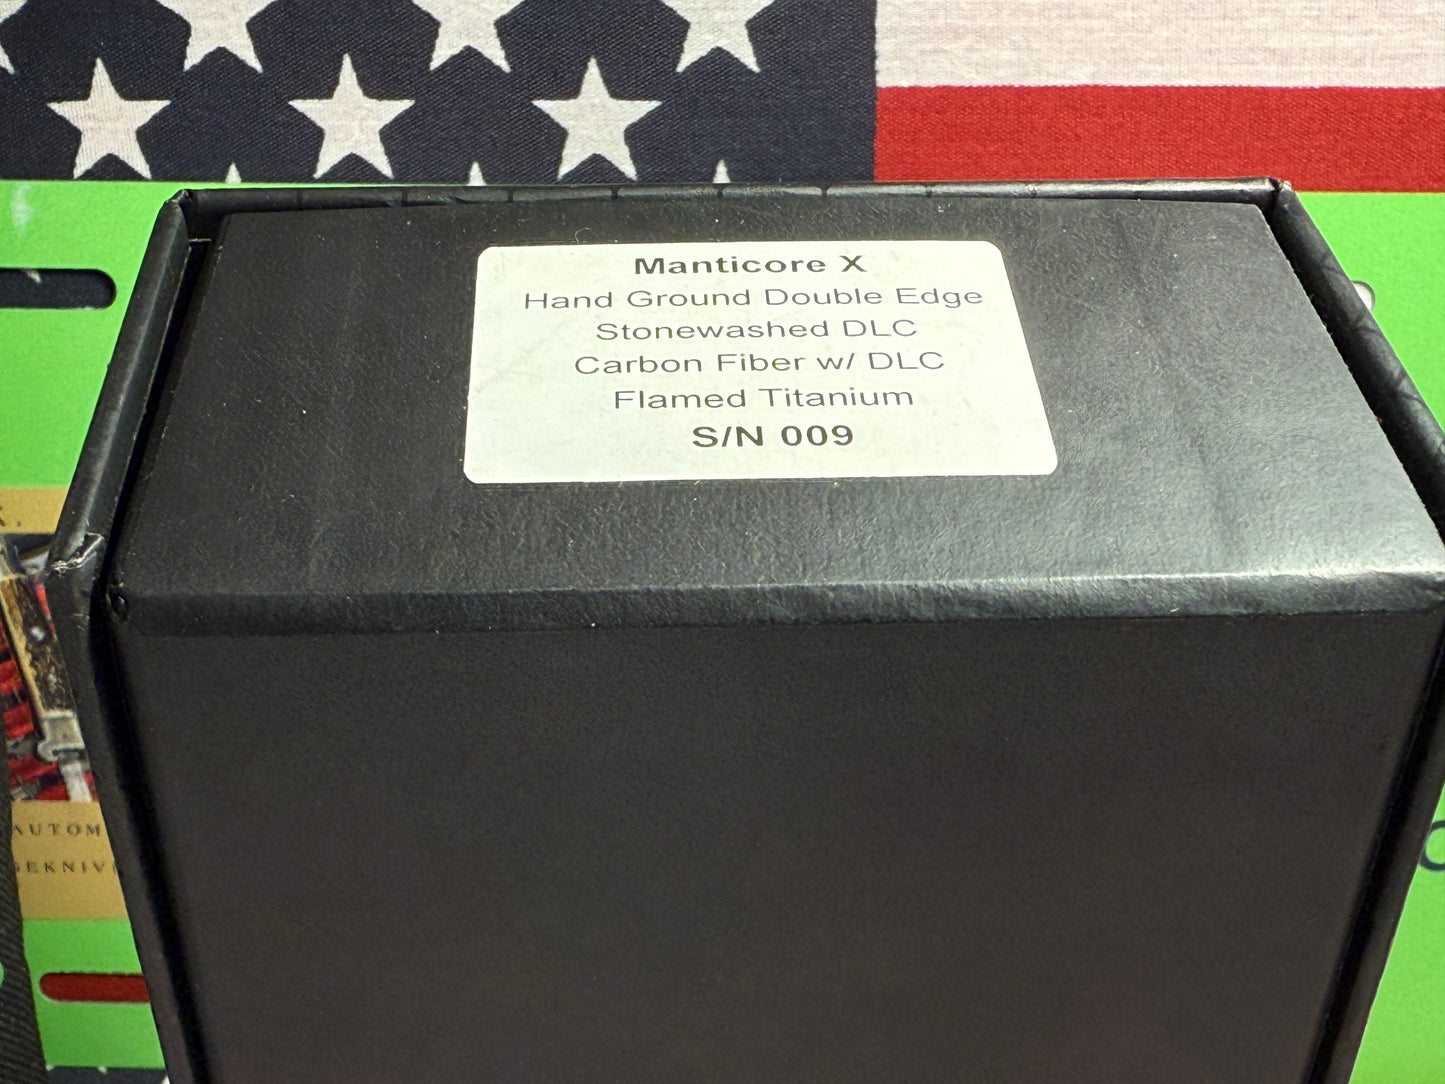 Manticore X
Hand Ground Double Edge
Stonewashed DLC
Carbon Fiber w/ DLC
Flamed Titanium
S/N 009